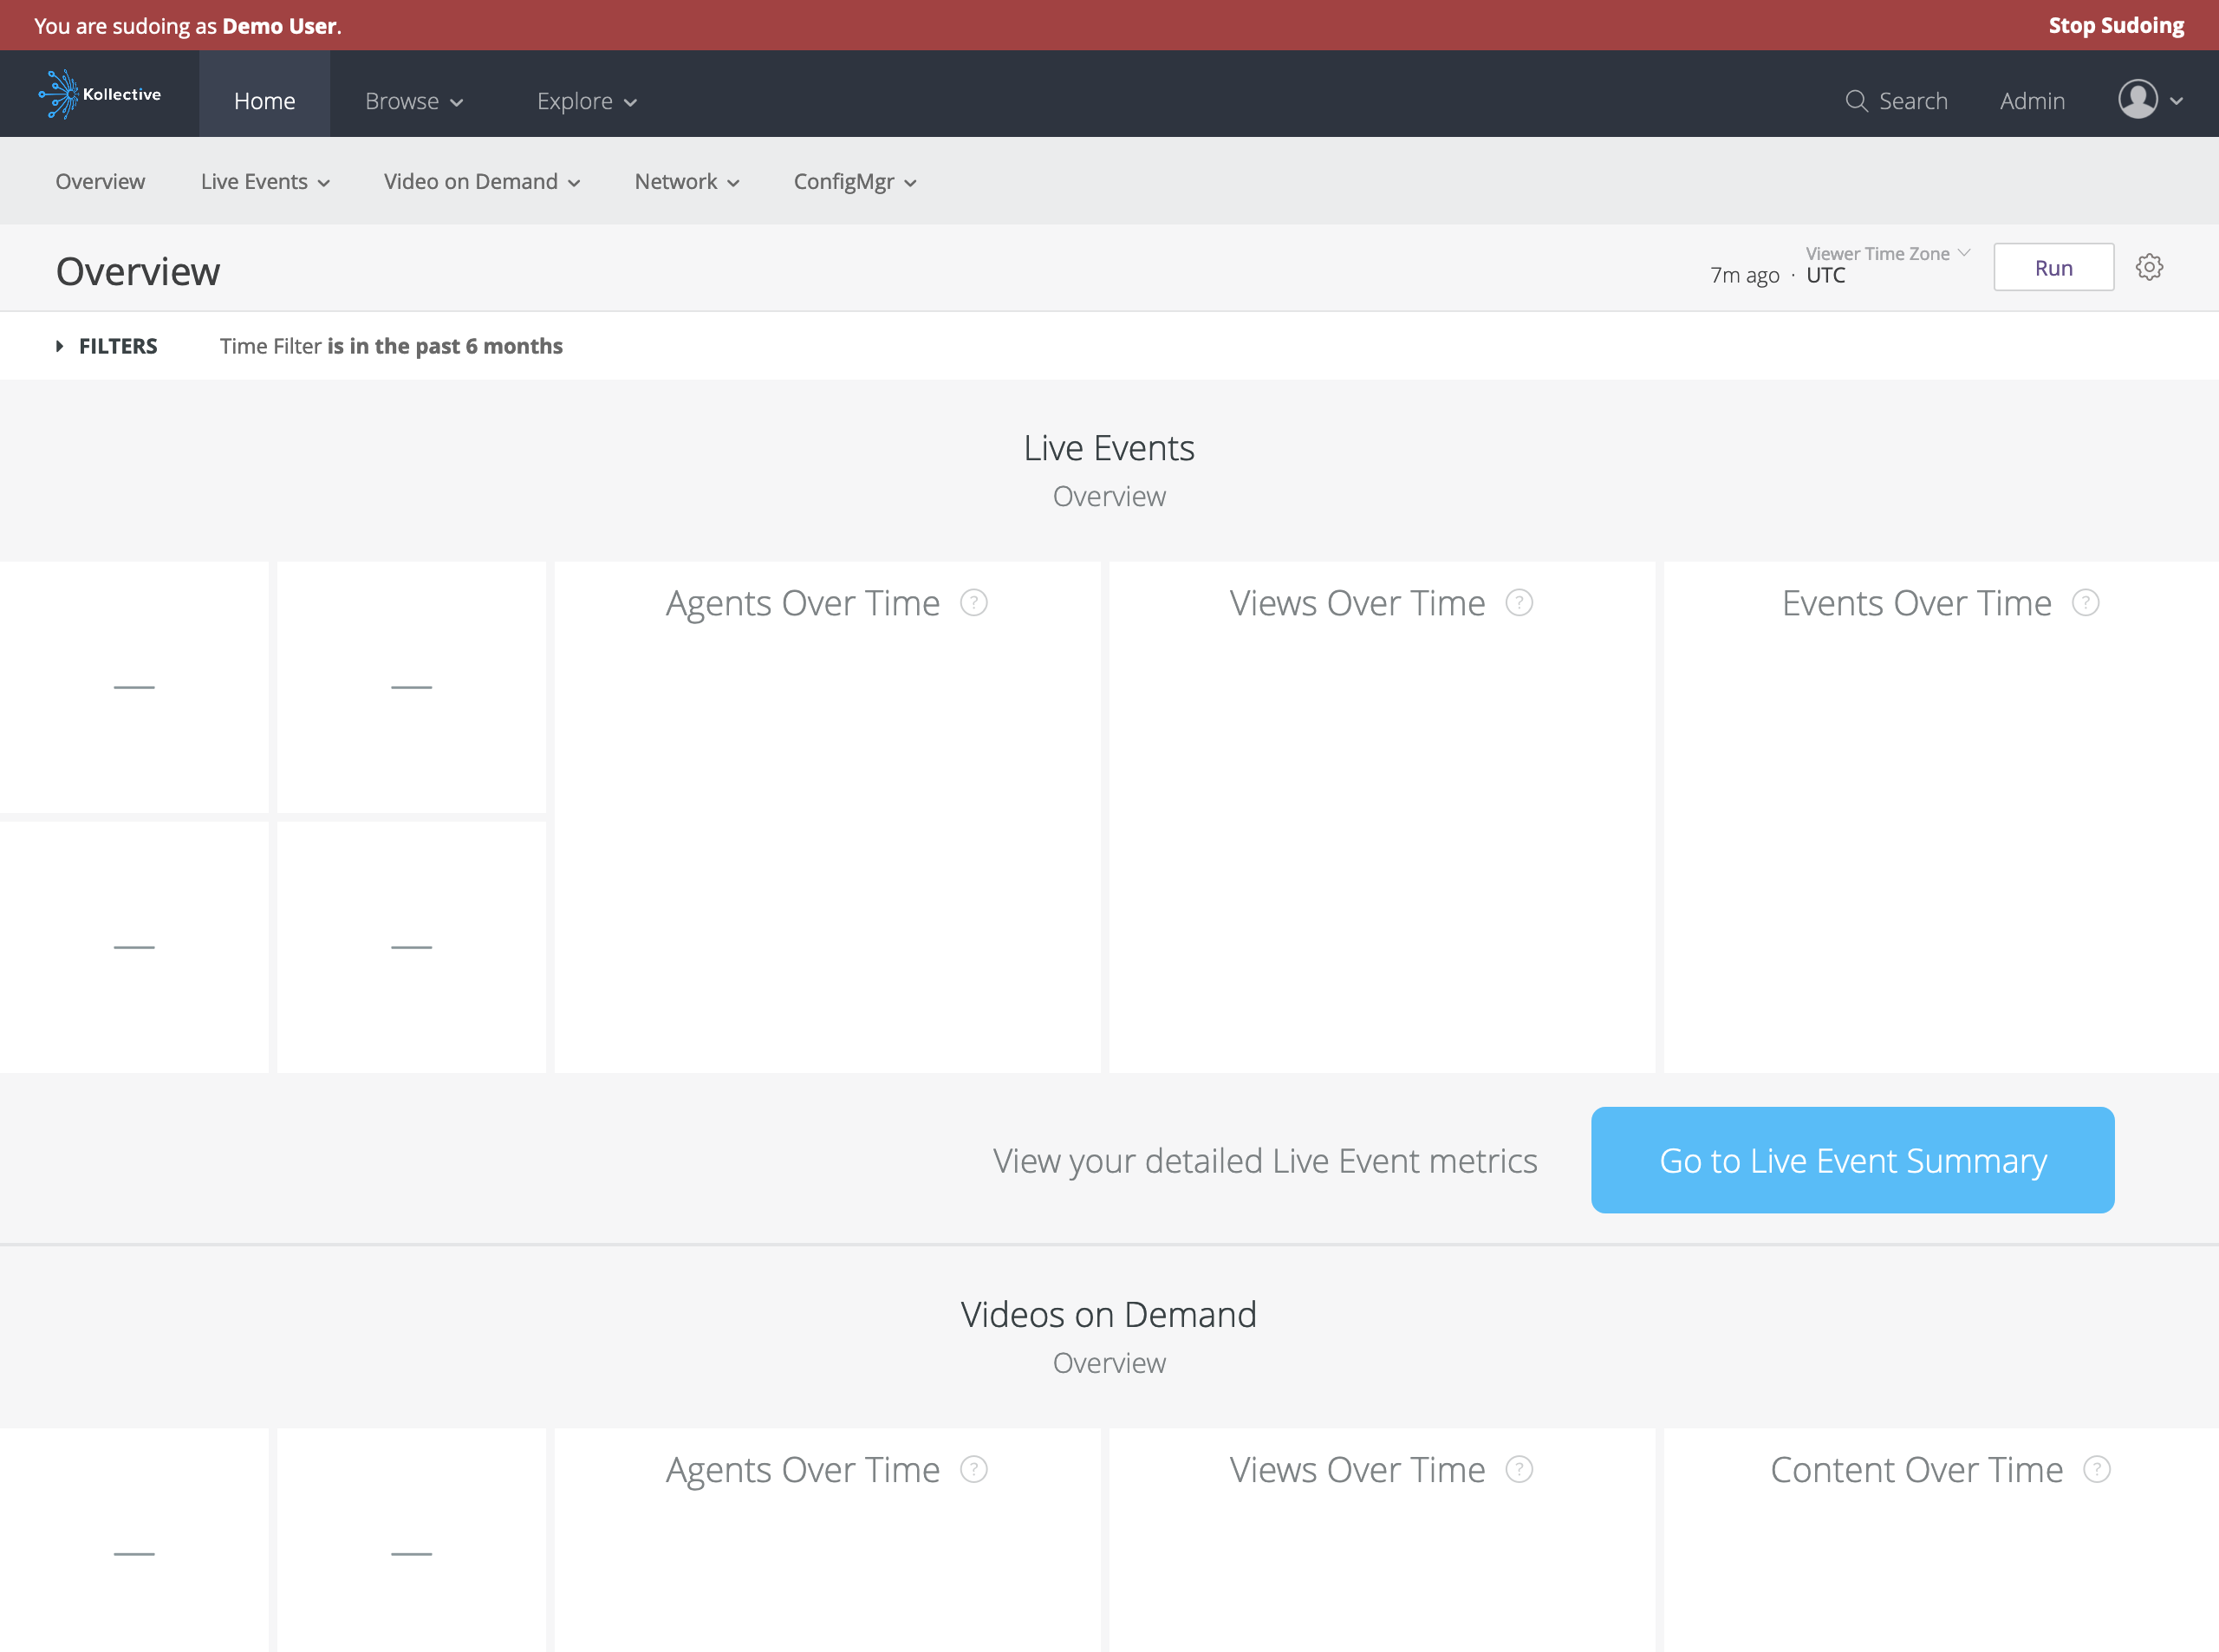 You are sudoing as Demo User.
Stop Sudoing
Kollective
Home
Browse
Explore
Search
Admin
Overview
Live Events
Video on Demand
Network
ConfigMgr
Overview
7m ago ·
Viewer Time Zone
UTC
Run
FILTERS
Time Filter is in the past 6 months
Live Events
Overview
—
—
—
—
Agents Over Time ?
Views Over Time ?
Events Over Time ?
View your detailed Live Event metrics
Go to Live Event Summary
Videos on Demand
Overview
—
—
Agents Over Time ?
Views Over Time ?
Content Over Time ?